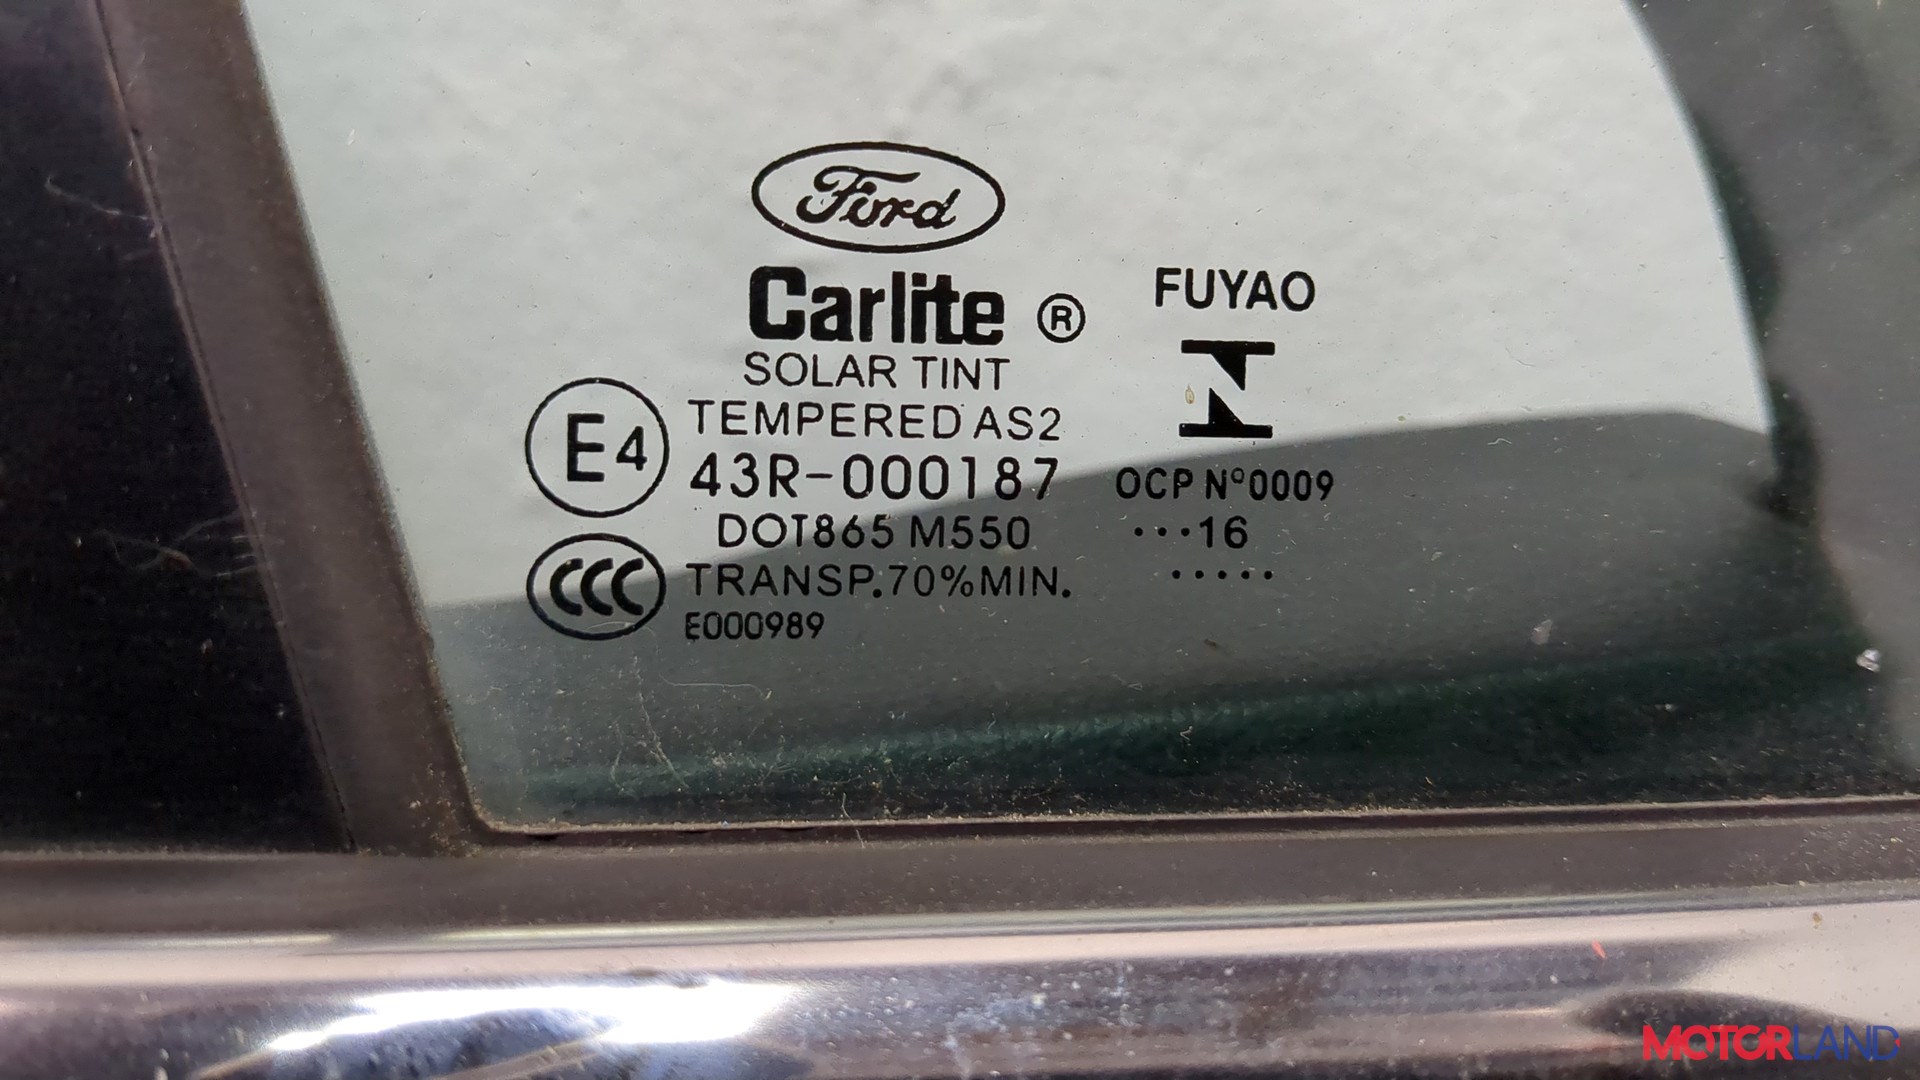 Ford
Carlite ®
SOLAR TINT
TEMPERED AS2
E4
43R-000187
DOT865 M550
CCC
TRANSP.70%MIN.
E000989
FUYAO
OCP Nº0009
···16
·····
MOTORLAND